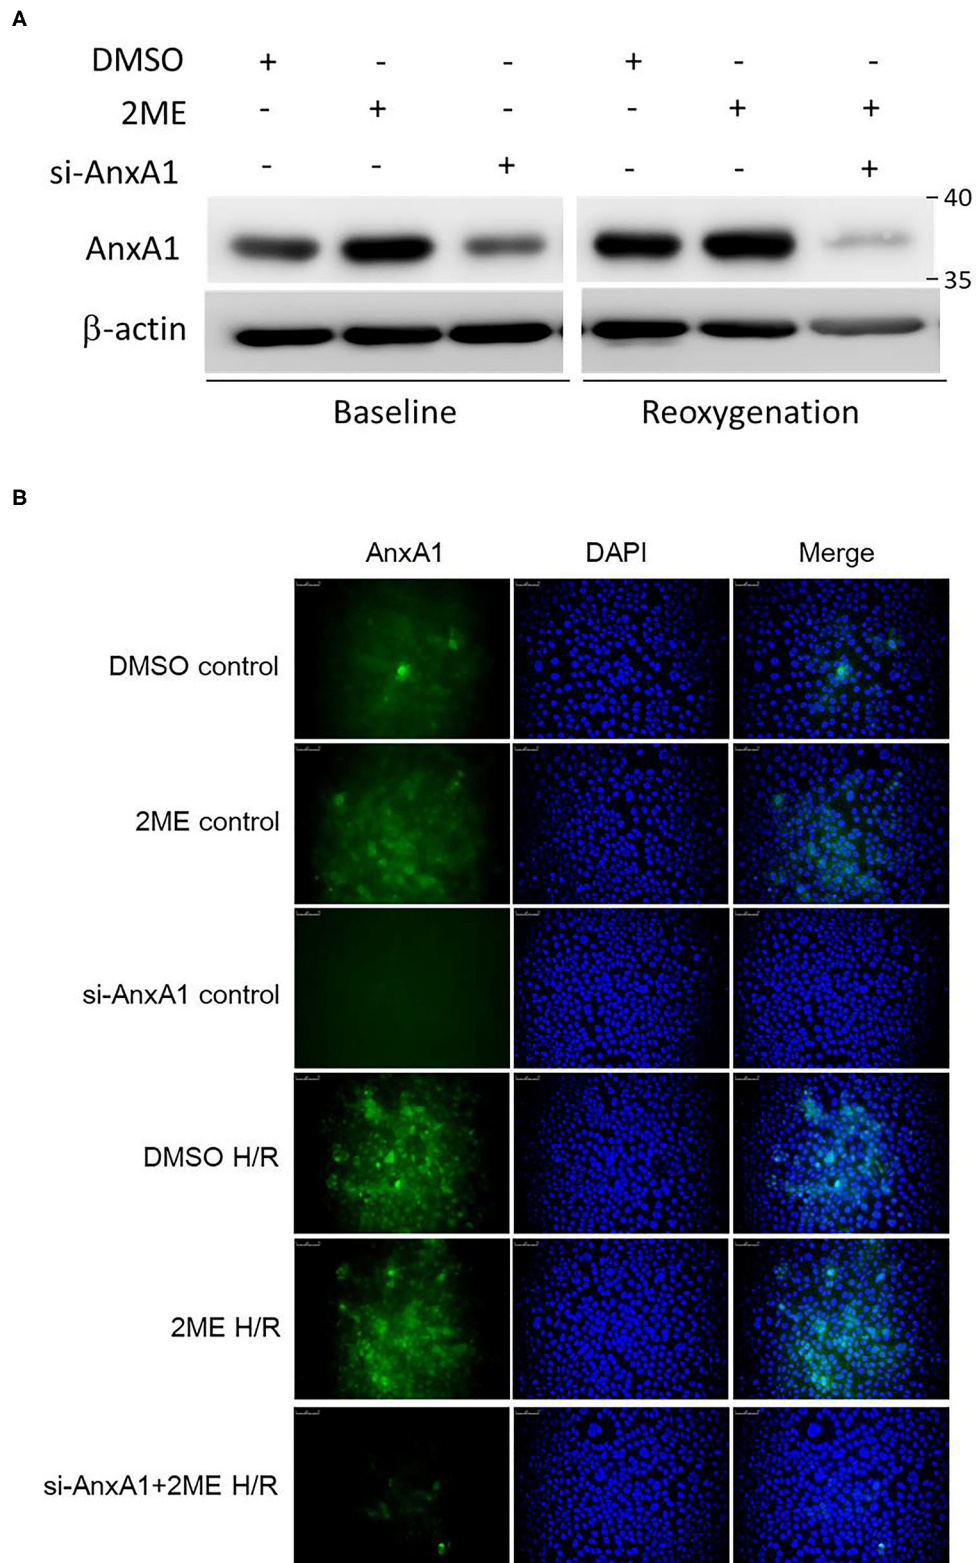 A
DMSO + - - + - -
2ME - + - - + +
si-AnxA1 - - + - - +
40
AnxA1
35
β-actin
Baseline Reoxygenation
B
AnxA1 DAPI Merge
DMSO control
2ME control
si-AnxA1 control
DMSO H/R
2ME H/R
si-AnxA1+2ME H/R